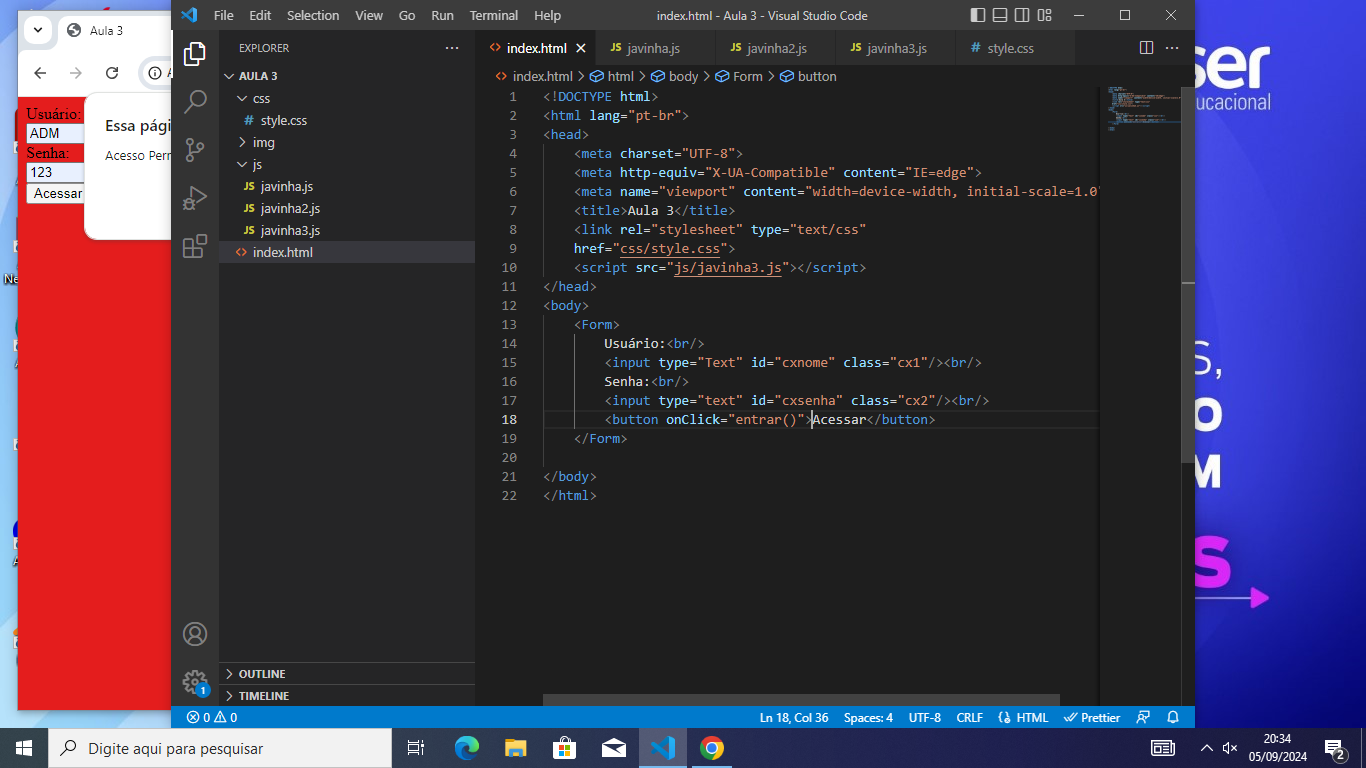 File Edit Selection View Go Run Terminal Help
index.html - Aula 3 - Visual Studio Code
Aula 3
Usuário:
ADM
Senha:
123
Acessar
Essa pági
Acesso Perr
EXPLORER
AULA 3
css
# style.css
img
js
JS javinha.js
JS javinha2.js
JS javinha3.js
<> index.html
OUTLINE
TIMELINE
<> index.html
JS javinha.js
JS javinha2.js
JS javinha3.js
# style.css
<> index.html > html > body > Form > button
1 <!DOCTYPE html>
2 <html lang="pt-br">
3 <head>
4 <meta charset="UTF-8">
5 <meta http-equiv="X-UA-Compatible" content="IE=edge">
6 <meta name="viewport" content="width=device-width, initial-scale=1.0"
7 <title>Aula 3</title>
8 <link rel="stylesheet" type="text/css"
9 href="css/style.css">
10 <script src="js/javinha3.js"></script>
11 </head>
12 <body>
13 <Form>
14 Usuário:<br/>
15 <input type="Text" id="cxnome" class="cx1"/><br/>
16 Senha:<br/>
17 <input type="text" id="cxsenha" class="cx2"/><br/>
18 <button onClick="entrar()">Acessar</button>
19 </Form>
20
21 </body>
22 </html>
1
0 0
Ln 18, Col 36 Spaces: 4 UTF-8 CRLF HTML Prettier
ser
ducacional
S,
O
M
S
Ne
Digite aqui para pesquisar
20:34
05/09/2024
2